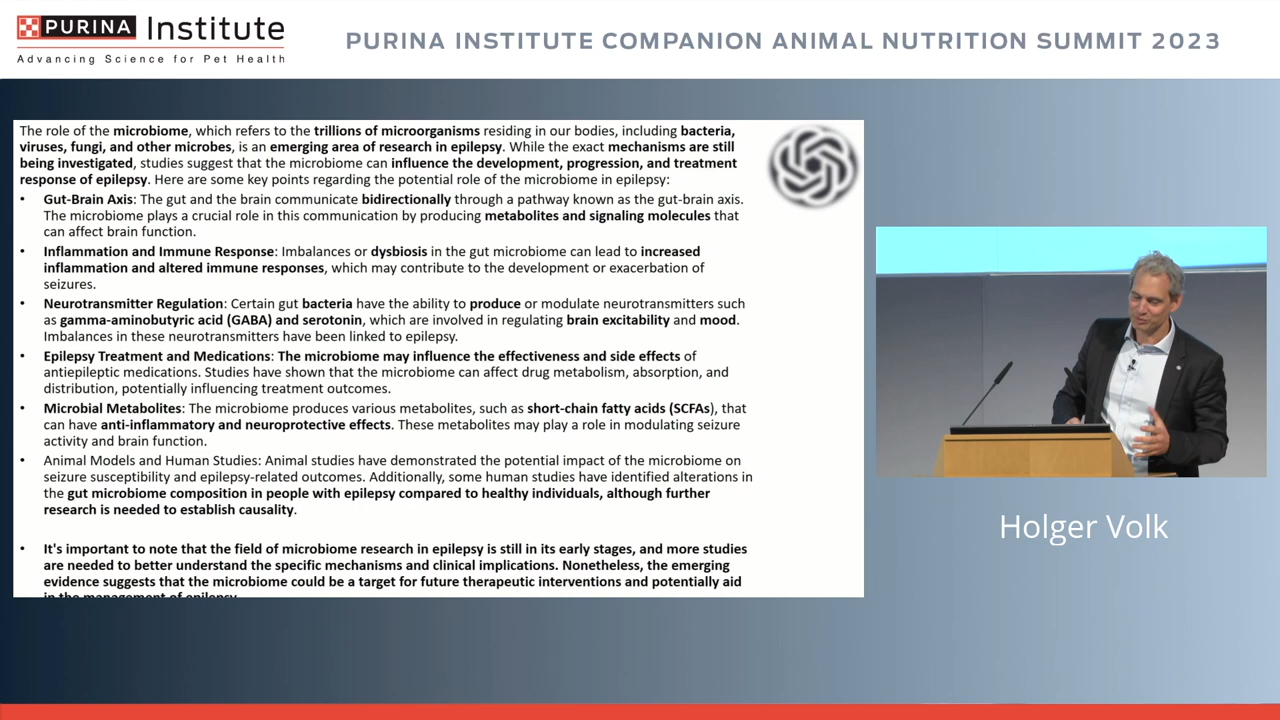 PURINA Institute
Advancing Science for Pet Health
PURINA INSTITUTE COMPANION ANIMAL NUTRITION SUMMIT 2023
The role of the microbiome, which refers to the trillions of microorganisms residing in our bodies, including bacteria,
viruses, fungi, and other microbes, is an emerging area of research in epilepsy. While the exact mechanisms are still
being investigated, studies suggest that the microbiome can influence the development, progression, and treatment
response of epilepsy. Here are some key points regarding the potential role of the microbiome in epilepsy:
• Gut-Brain Axis: The gut and the brain communicate bidirectionally through a pathway known as the gut-brain axis.
The microbiome plays a crucial role in this communication by producing metabolites and signaling molecules that
can affect brain function.
• Inflammation and Immune Response: Imbalances or dysbiosis in the gut microbiome can lead to increased
inflammation and altered immune responses, which may contribute to the development or exacerbation of
seizures.
• Neurotransmitter Regulation: Certain gut bacteria have the ability to produce or modulate neurotransmitters such
as gamma-aminobutyric acid (GABA) and serotonin, which are involved in regulating brain excitability and mood.
Imbalances in these neurotransmitters have been linked to epilepsy.
• Epilepsy Treatment and Medications: The microbiome may influence the effectiveness and side effects of
antiepileptic medications. Studies have shown that the microbiome can affect drug metabolism, absorption, and
distribution, potentially influencing treatment outcomes.
• Microbial Metabolites: The microbiome produces various metabolites, such as short-chain fatty acids (SCFAs), that
can have anti-inflammatory and neuroprotective effects. These metabolites may play a role in modulating seizure
activity and brain function.
• Animal Models and Human Studies: Animal studies have demonstrated the potential impact of the microbiome on
seizure susceptibility and epilepsy-related outcomes. Additionally, some human studies have identified alterations in
the gut microbiome composition in people with epilepsy compared to healthy individuals, although further
research is needed to establish causality.
• It's important to note that the field of microbiome research in epilepsy is still in its early stages, and more studies
are needed to better understand the specific mechanisms and clinical implications. Nonetheless, the emerging
evidence suggests that the microbiome could be a target for future therapeutic interventions and potentially aid
in the management of epilepsy.
Holger Volk